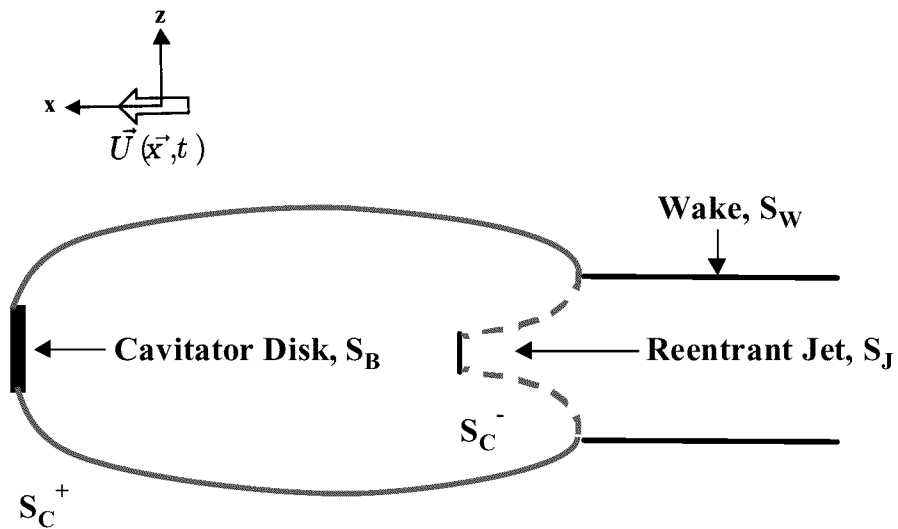 z
x
U⃗(x⃗,t)
Wake, S_W
Cavitator Disk, S_B
Reentrant Jet, S_J
S_C^-
S_C^+